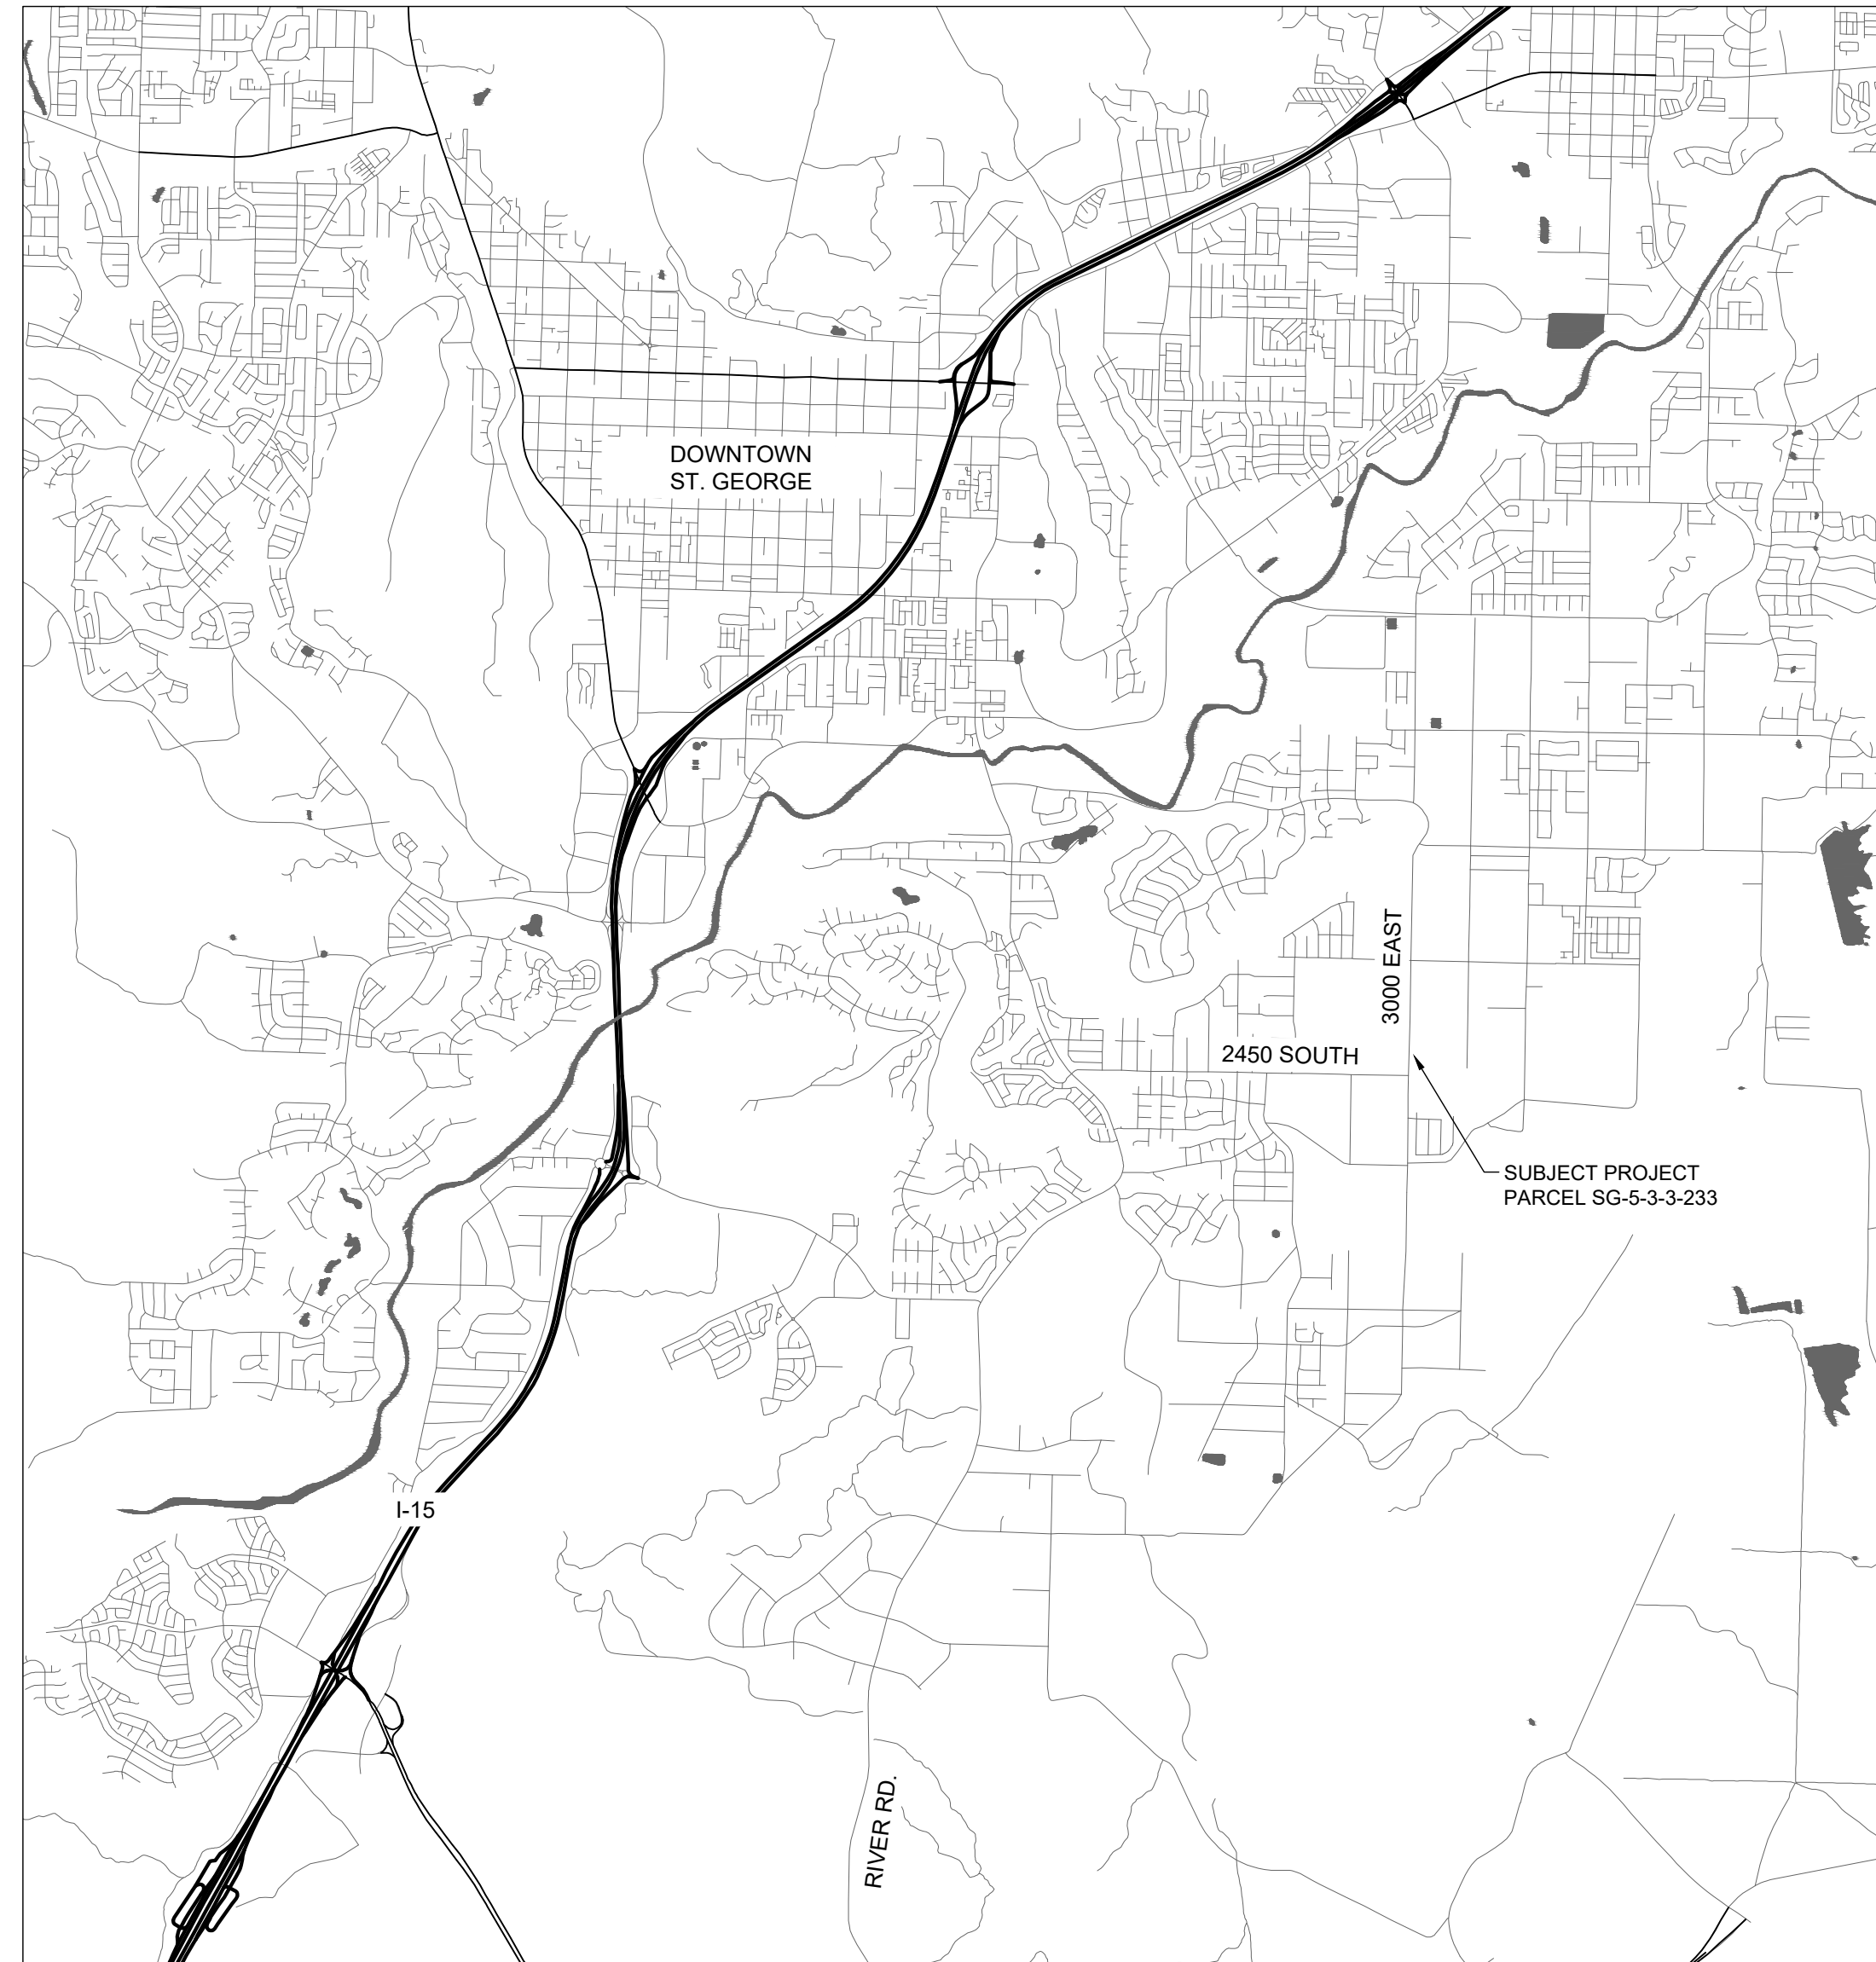 DOWNTOWN
ST. GEORGE
3000 EAST
2450 SOUTH
SUBJECT PROJECT
PARCEL SG-5-3-3-233
I-15
RIVER RD.